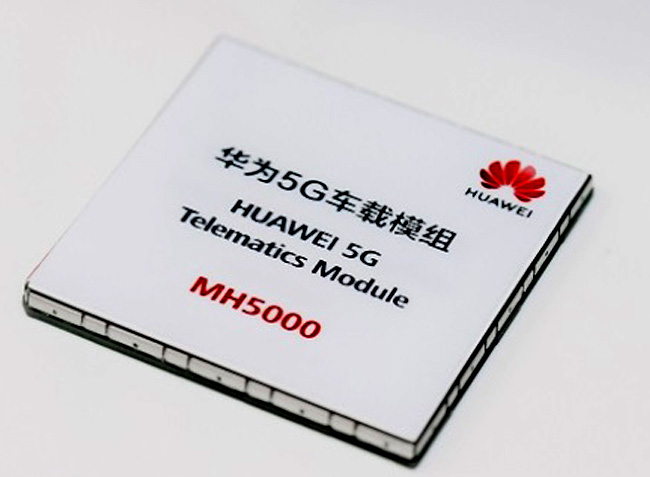 华为5G车载模组
HUAWEI
HUAWEI 5G
Telematics Module
MH5000